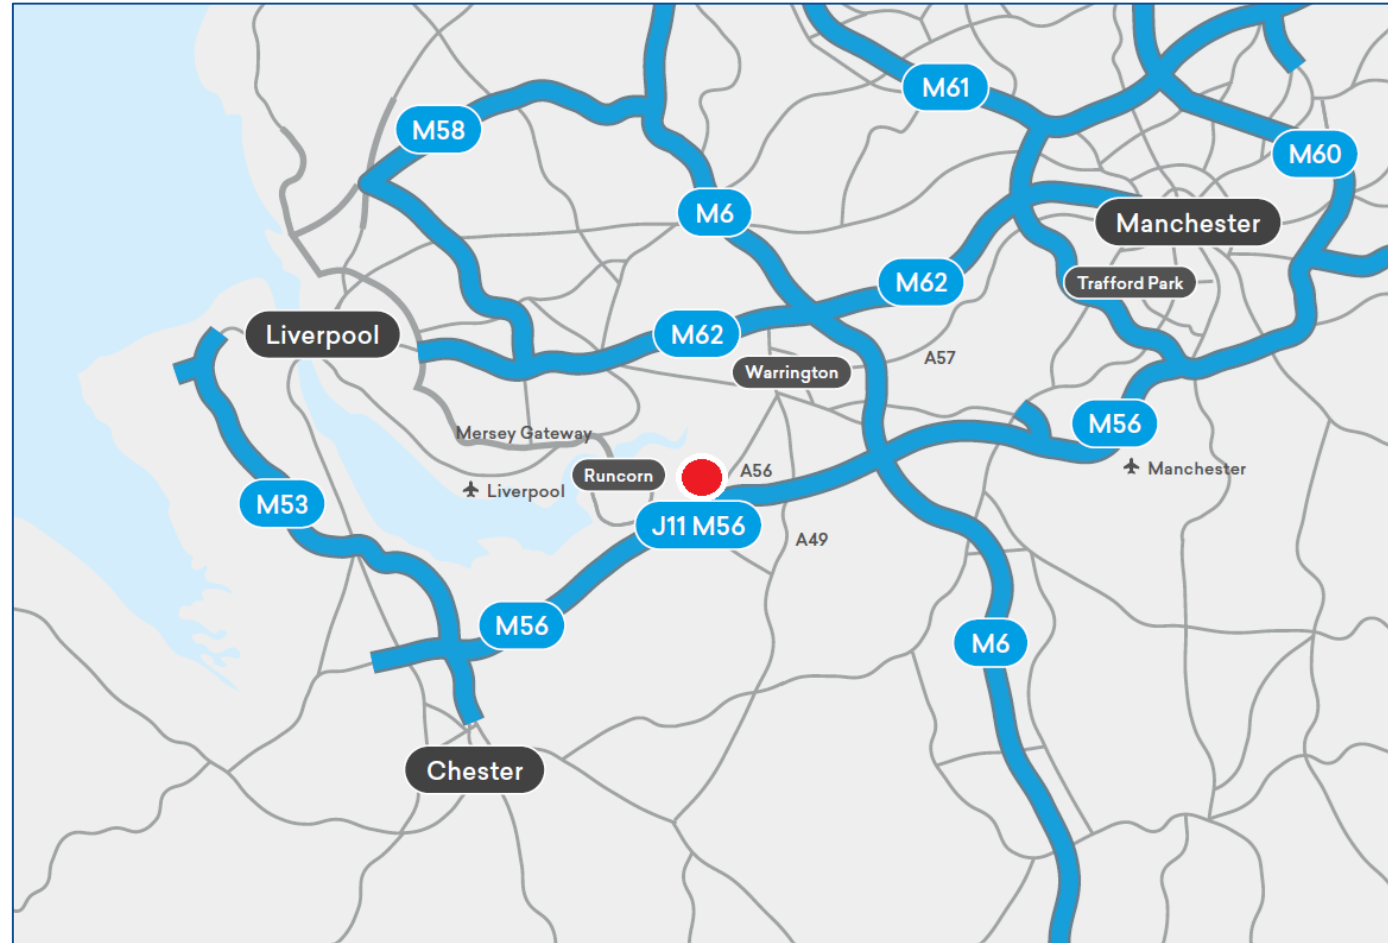 M61
M58
M60
M6
Manchester
M62
Trafford Park
Liverpool
M62
A57
Warrington
M56
Mersey Gateway
Manchester
A56
Runcorn
Liverpool
M53
J11 M56
A49
M56
M6
Chester